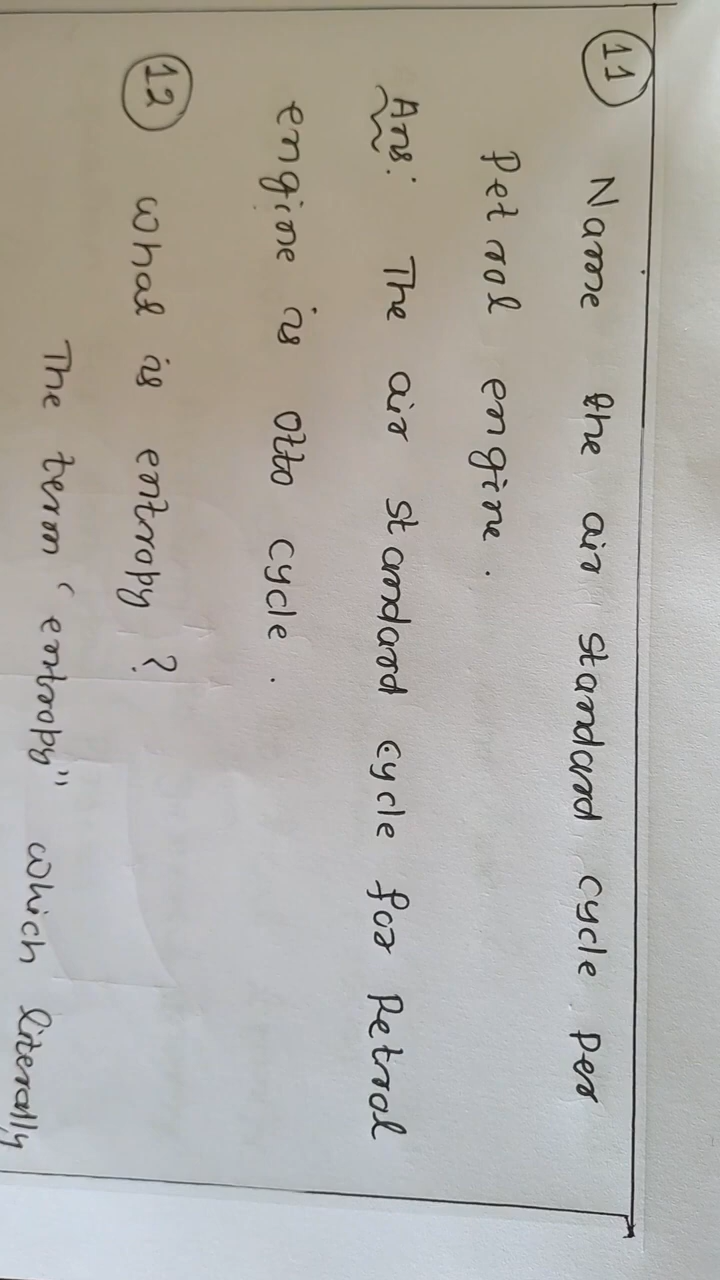 11 Name the air standard cycle per
Petrol engine.
Ans: The air standard cycle for Petrol
engine is Otto cycle.
12 what is entropy ?
The term "entropy" which literally